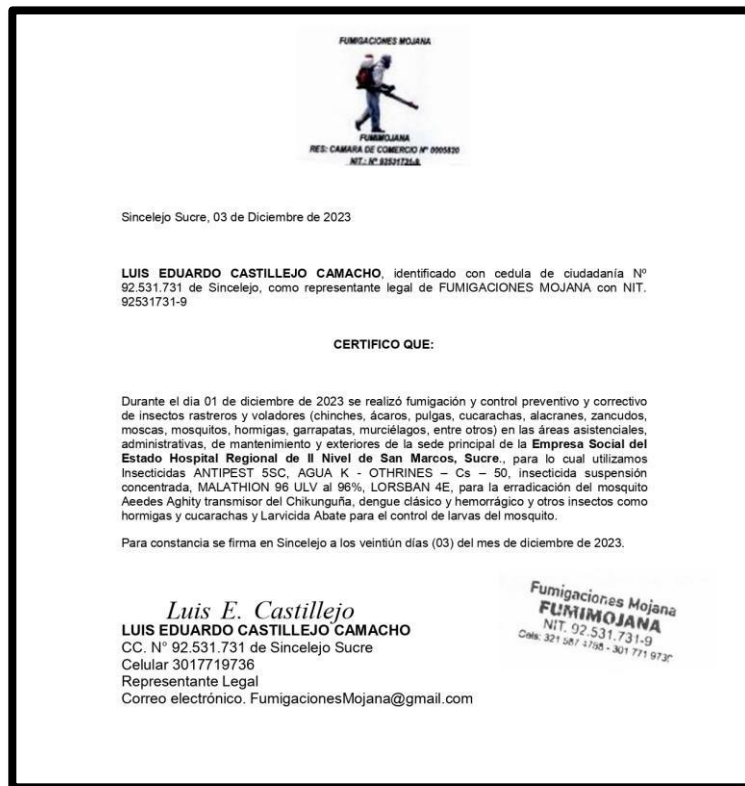 FUMIGACIONES MOJANA
FUMIMOJANA
RES: CAMARA DE COMERCIO Nº 0005820
NIT.: Nº 92531731-9
Sincelejo Sucre, 03 de Diciembre de 2023
LUIS EDUARDO CASTILLEJO CAMACHO, identificado con cedula de ciudadanía Nº
92.531.731 de Sincelejo, como representante legal de FUMIGACIONES MOJANA con NIT.
92531731-9
CERTIFICO QUE:
Durante el dia 01 de diciembre de 2023 se realizó fumigación y control preventivo y correctivo
de insectos rastreros y voladores (chinches, ácaros, pulgas, cucarachas, alacranes, zancudos,
moscas, mosquitos, hormigas, garrapatas, murciélagos, entre otros) en las áreas asistenciales,
administrativas, de mantenimiento y exteriores de la sede principal de la Empresa Social del
Estado Hospital Regional de II Nivel de San Marcos, Sucre., para lo cual utilizamos
Insecticidas ANTIPEST 5SC, AGUA K - OTHRINES – Cs – 50, insecticida suspensión
concentrada, MALATHION 96 ULV al 96%, LORSBAN 4E, para la erradicación del mosquito
Aeedes Aghity transmisor del Chikunguña, dengue clásico y hemorrágico y otros insectos como
hormigas y cucarachas y Larvicida Abate para el control de larvas del mosquito.
Para constancia se firma en Sincelejo a los veintiún días (03) del mes de diciembre de 2023.
Luis E. Castillejo
LUIS EDUARDO CASTILLEJO CAMACHO
CC. N° 92.531.731 de Sincelejo Sucre
Celular 3017719736
Representante Legal
Correo electrónico. FumigacionesMojana@gmail.com
Fumigaciones Mojana
FUMIMOJANA
NIT. 92.531.731-9
Cels: 321 587 - 301 771 9736